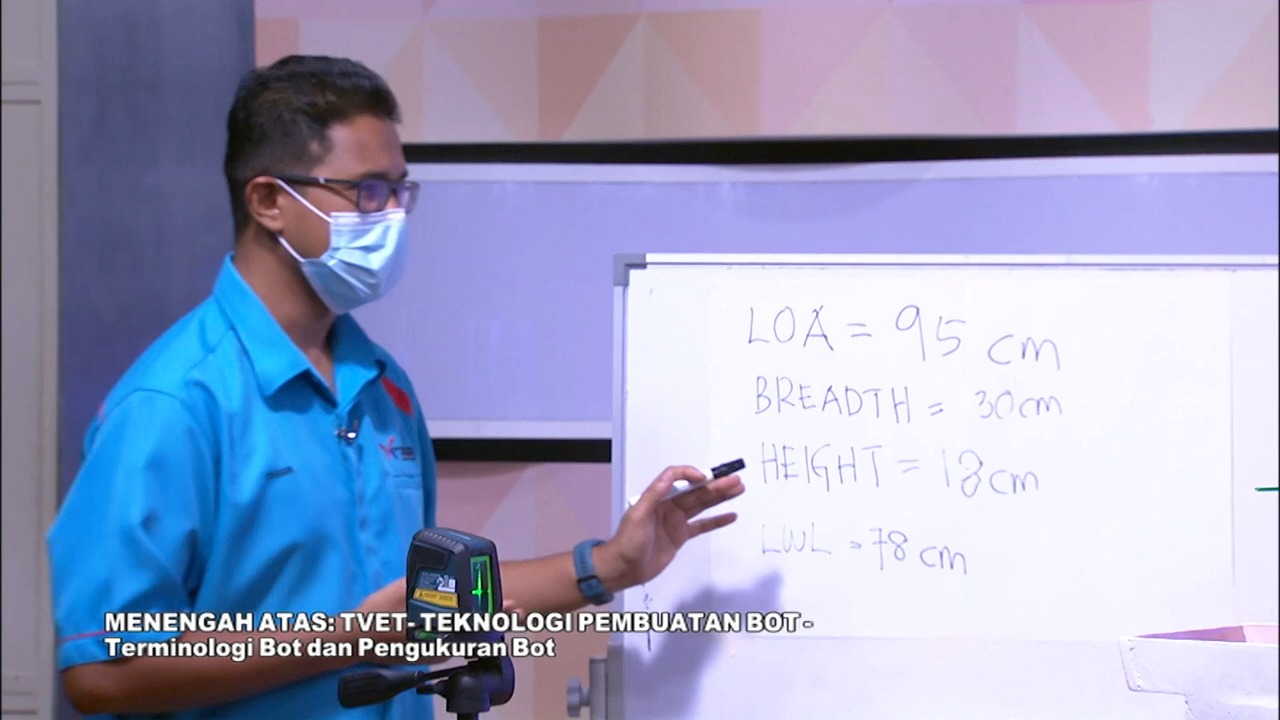 LOA = 95 cm
BREADTH = 30cm
HEIGHT = 18cm
LWL = 78 cm
MENENGAH ATAS: TVET- TEKNOLOGI PEMBUATAN BOT -
Terminologi Bot dan Pengukuran Bot